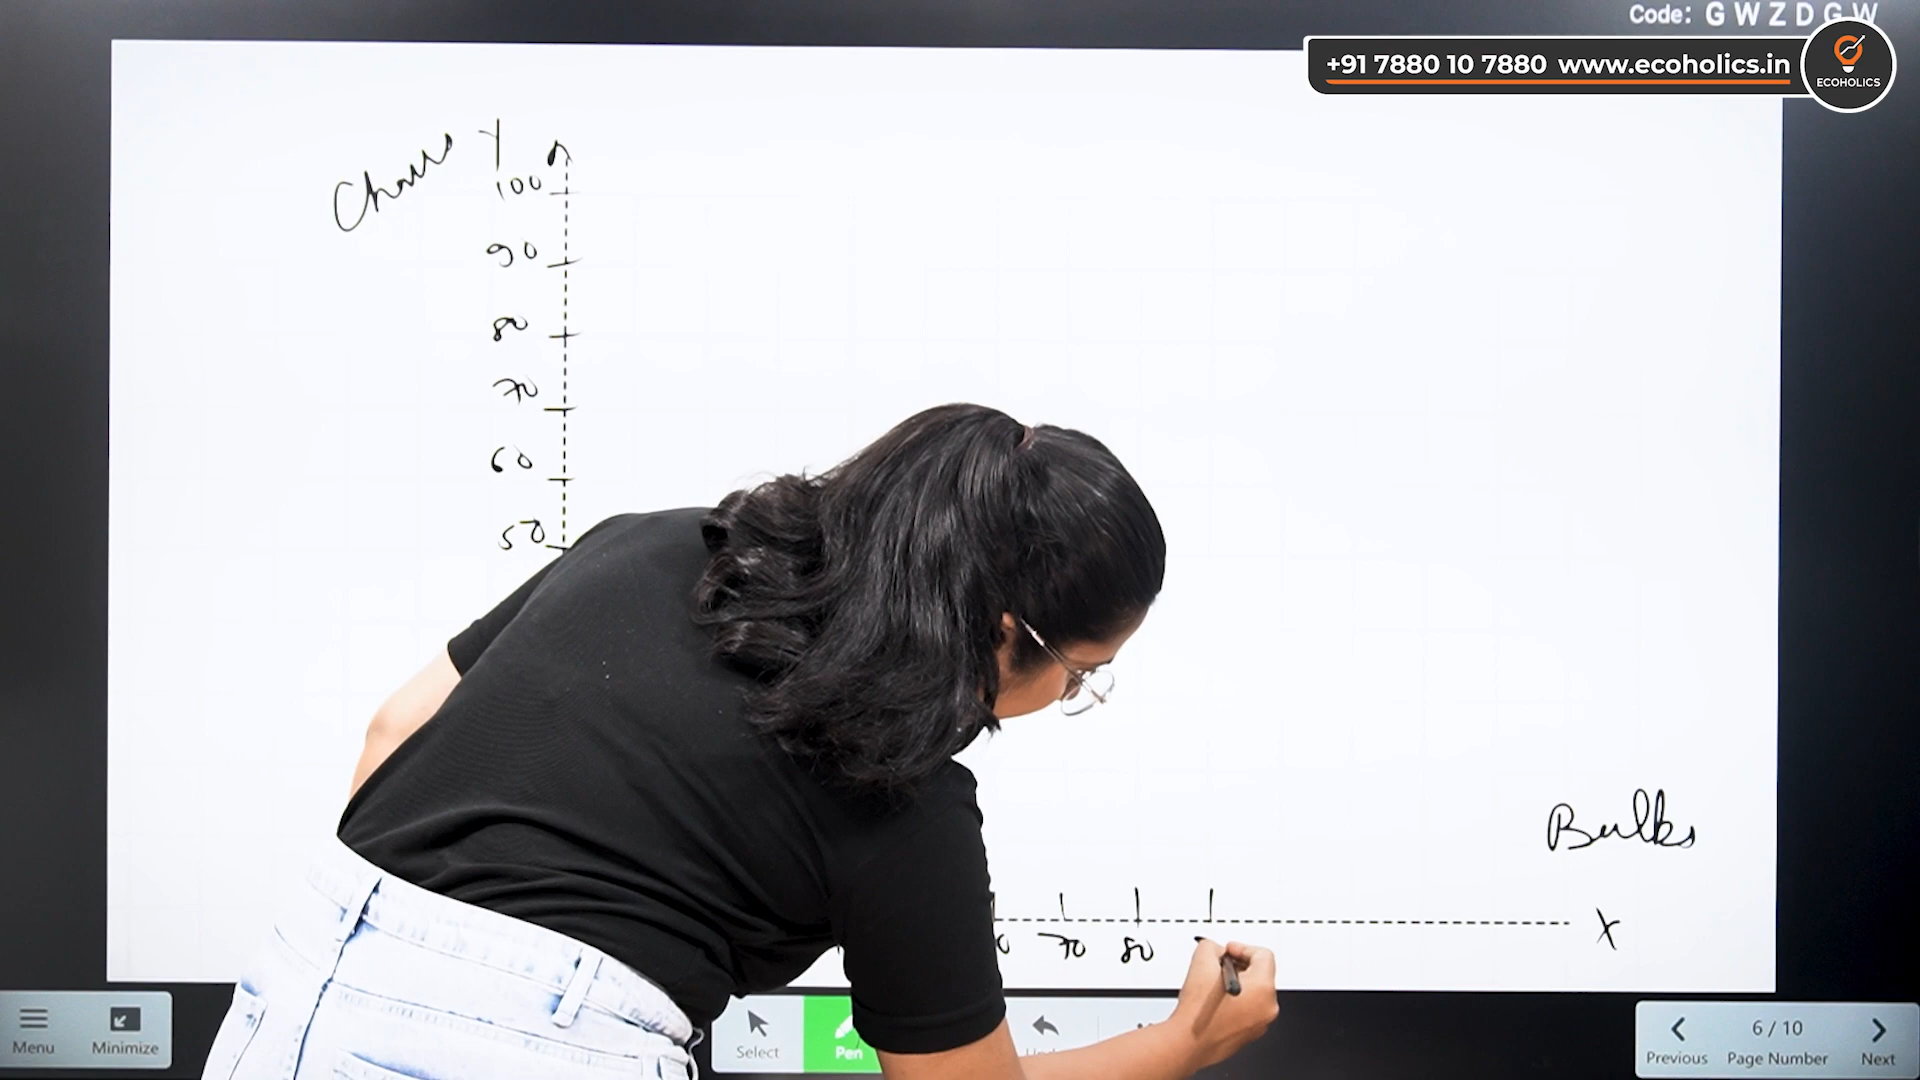 Code: G W Z D G W
+91 7880 10 7880 www.ecoholics.in
ECOHOLICS
Y
100
90
80
70
60
50
Bulbs
X
70 80
Menu
Minimize
Select
Pen
6 / 10
Previous
Page Number
Next